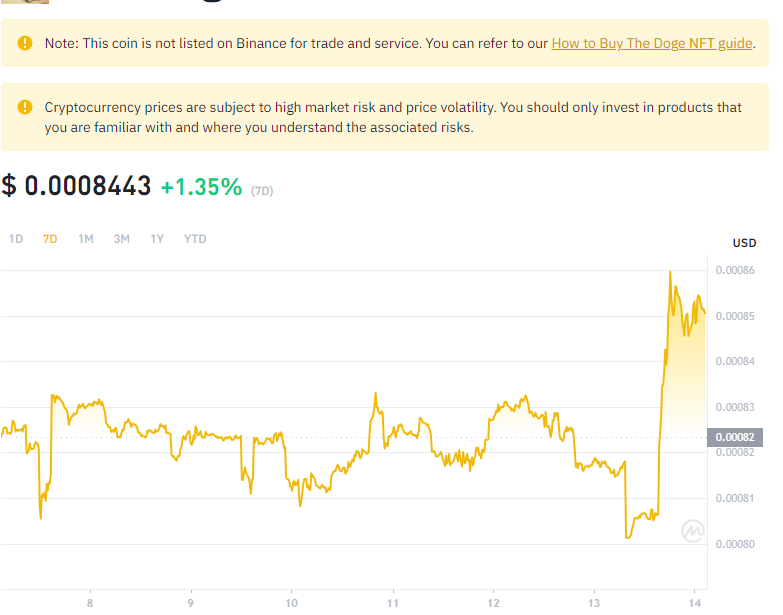 Note: This coin is not listed on Binance for trade and service. You can refer to our How to Buy The Doge NFT guide.
Cryptocurrency prices are subject to high market risk and price volatility. You should only invest in products that
you are familiar with and where you understand the associated risks.
$ 0.0008443 +1.35% (7D)
1D 7D 1M 3M 1Y YTD
USD
0.00086
0.00085
0.00084
0.00083
0.00082
0.00082
0.00081
0.00080
8 9 10 11 12 13 14